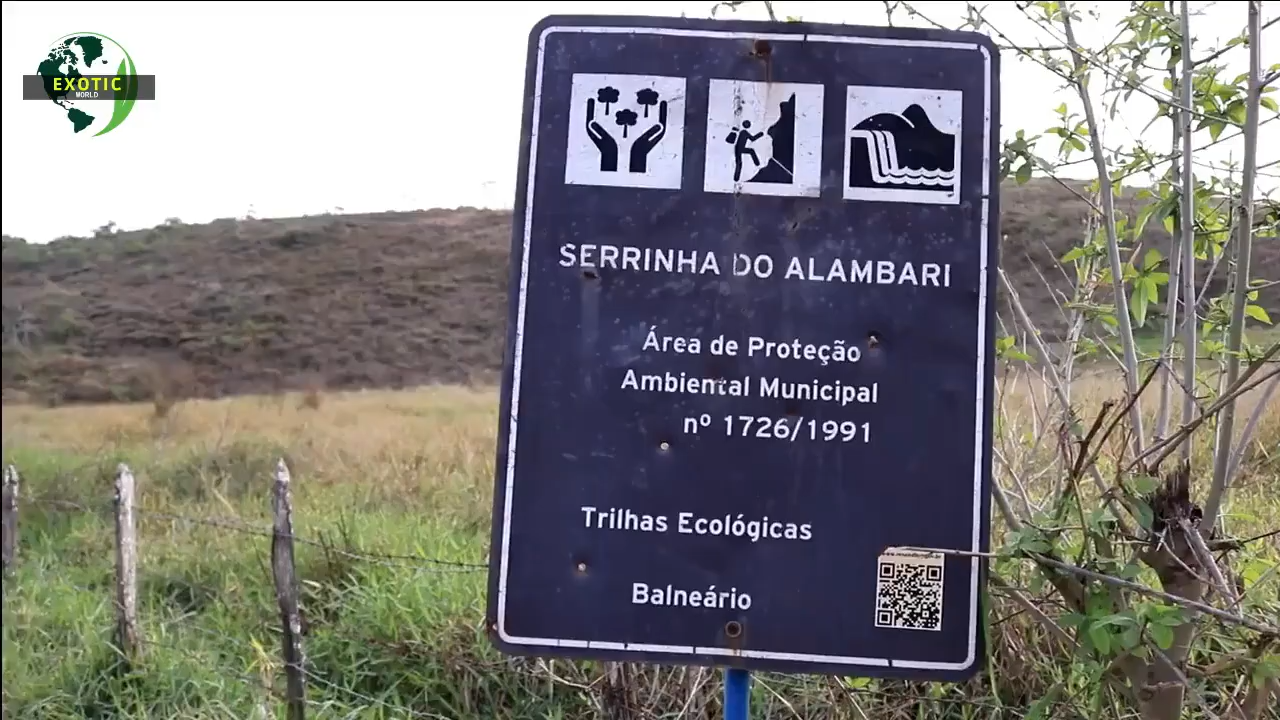 EXOTIC
WORLD
SERRINHA DO ALAMBARI
Área de Proteção
Ambiental Municipal
nº 1726/1991
Trilhas Ecológicas
Balneário